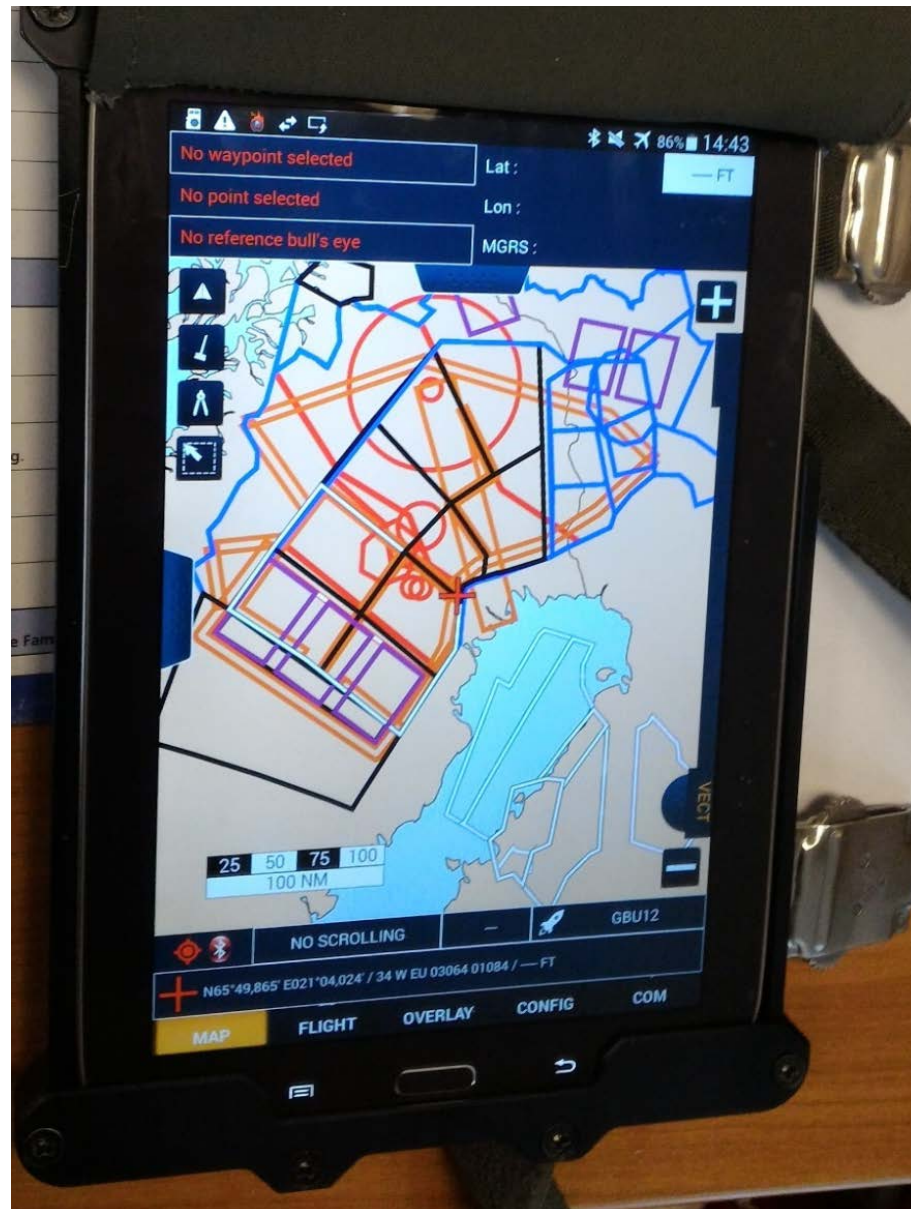 86% 14:43
No waypoint selected
Lat :
— FT
No point selected
Lon :
No reference bull's eye
MGRS :
g.
e Fam
VECT
25 50 75 100
100 NM
NO SCROLLING
–
GBU12
N65°49,865' E021°04,024' / 34 W EU 03064 01084 / — FT
MAP
FLIGHT
OVERLAY
CONFIG
COM